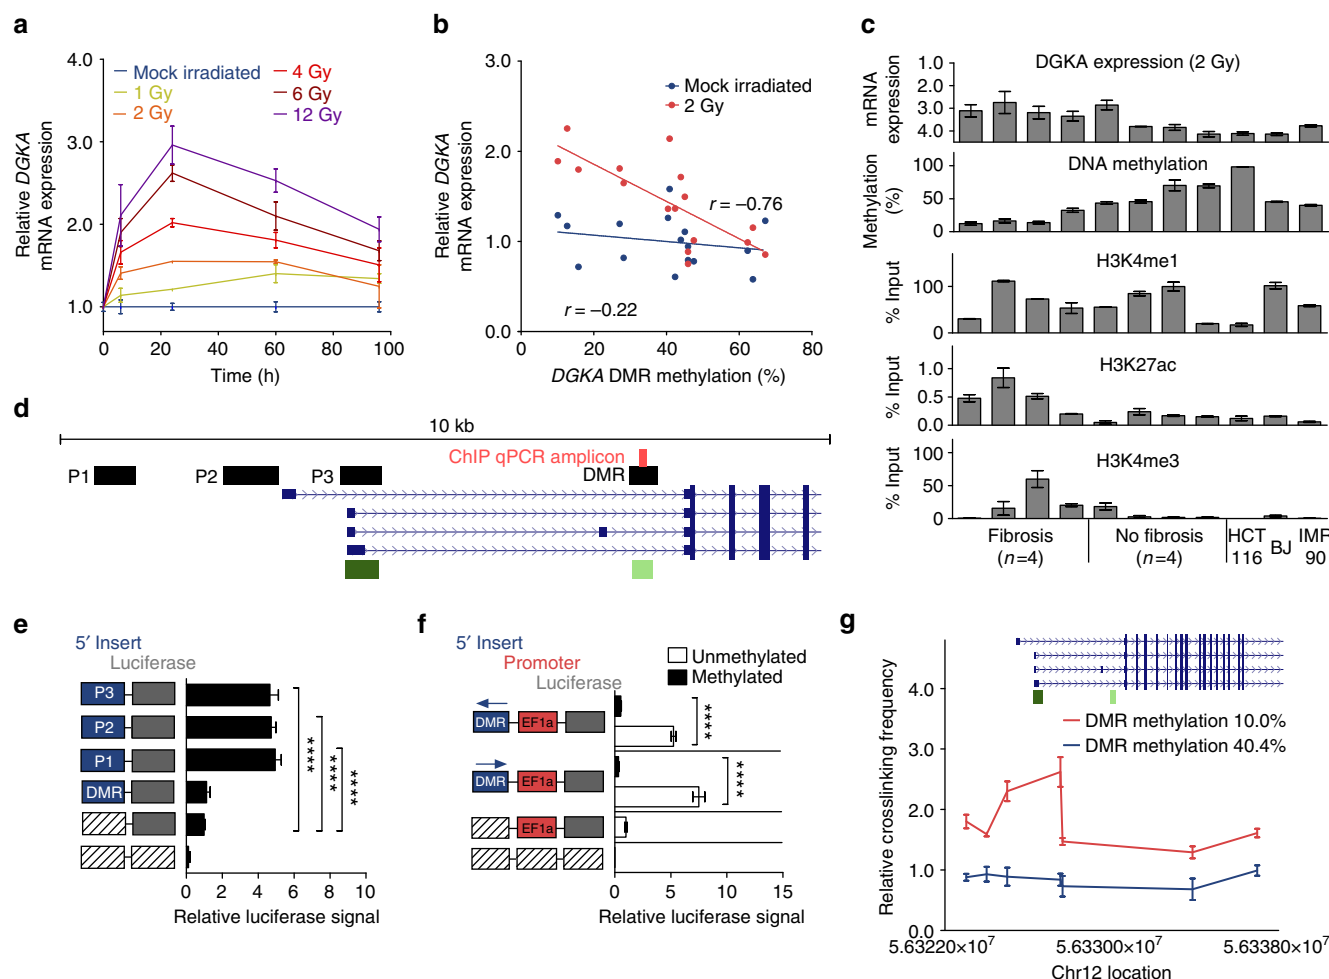 a
4.0
3.0
2.0
1.0
Relative DGKA
mRNA expression
Mock irradiated
1 Gy
2 Gy
4 Gy
6 Gy
12 Gy
0 20 40 60 80 100
Time (h)
b
3.0
2.0
1.0
0.0
Relative DGKA
mRNA expression
Mock irradiated
2 Gy
r = −0.76
r = −0.22
0 20 40 60 80
DGKA DMR methylation (%)
c
DGKA expression (2 Gy)
mRNA
expression
1.0
2.0
3.0
4.0
DNA methylation
Methylation
(%)
100
50
0
H3K4me1
% Input
100
0
H3K27ac
% Input
1.0
0.5
0.0
H3K4me3
% Input
100
50
0
Fibrosis
(n=4)
No fibrosis
(n=4)
HCT
116
BJ
IMR
90
d
10 kb
ChIP qPCR amplicon
P1
P2
P3
DMR
e
5′ Insert
Luciferase
P3
P2
P1
DMR
****
****
****
0 2 4 6 8 10
Relative luciferase signal
f
5′ Insert
Promoter
Luciferase
Unmethylated
Methylated
DMR EF1a
DMR EF1a
EF1a
****
****
0 5 10 15
Relative luciferase signal
g
Relative crosslinking frequency
4.0
3.0
2.0
1.0
0.0
DMR methylation 10.0%
DMR methylation 40.4%
5.63220×10⁷ 5.63300×10⁷ 5.63380×10⁷
Chr12 location